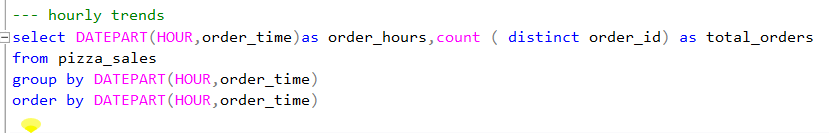 --- hourly trends
select DATEPART(HOUR,order_time)as order_hours,count ( distinct order_id) as total_orders
from pizza_sales
group by DATEPART(HOUR,order_time)
order by DATEPART(HOUR,order_time)